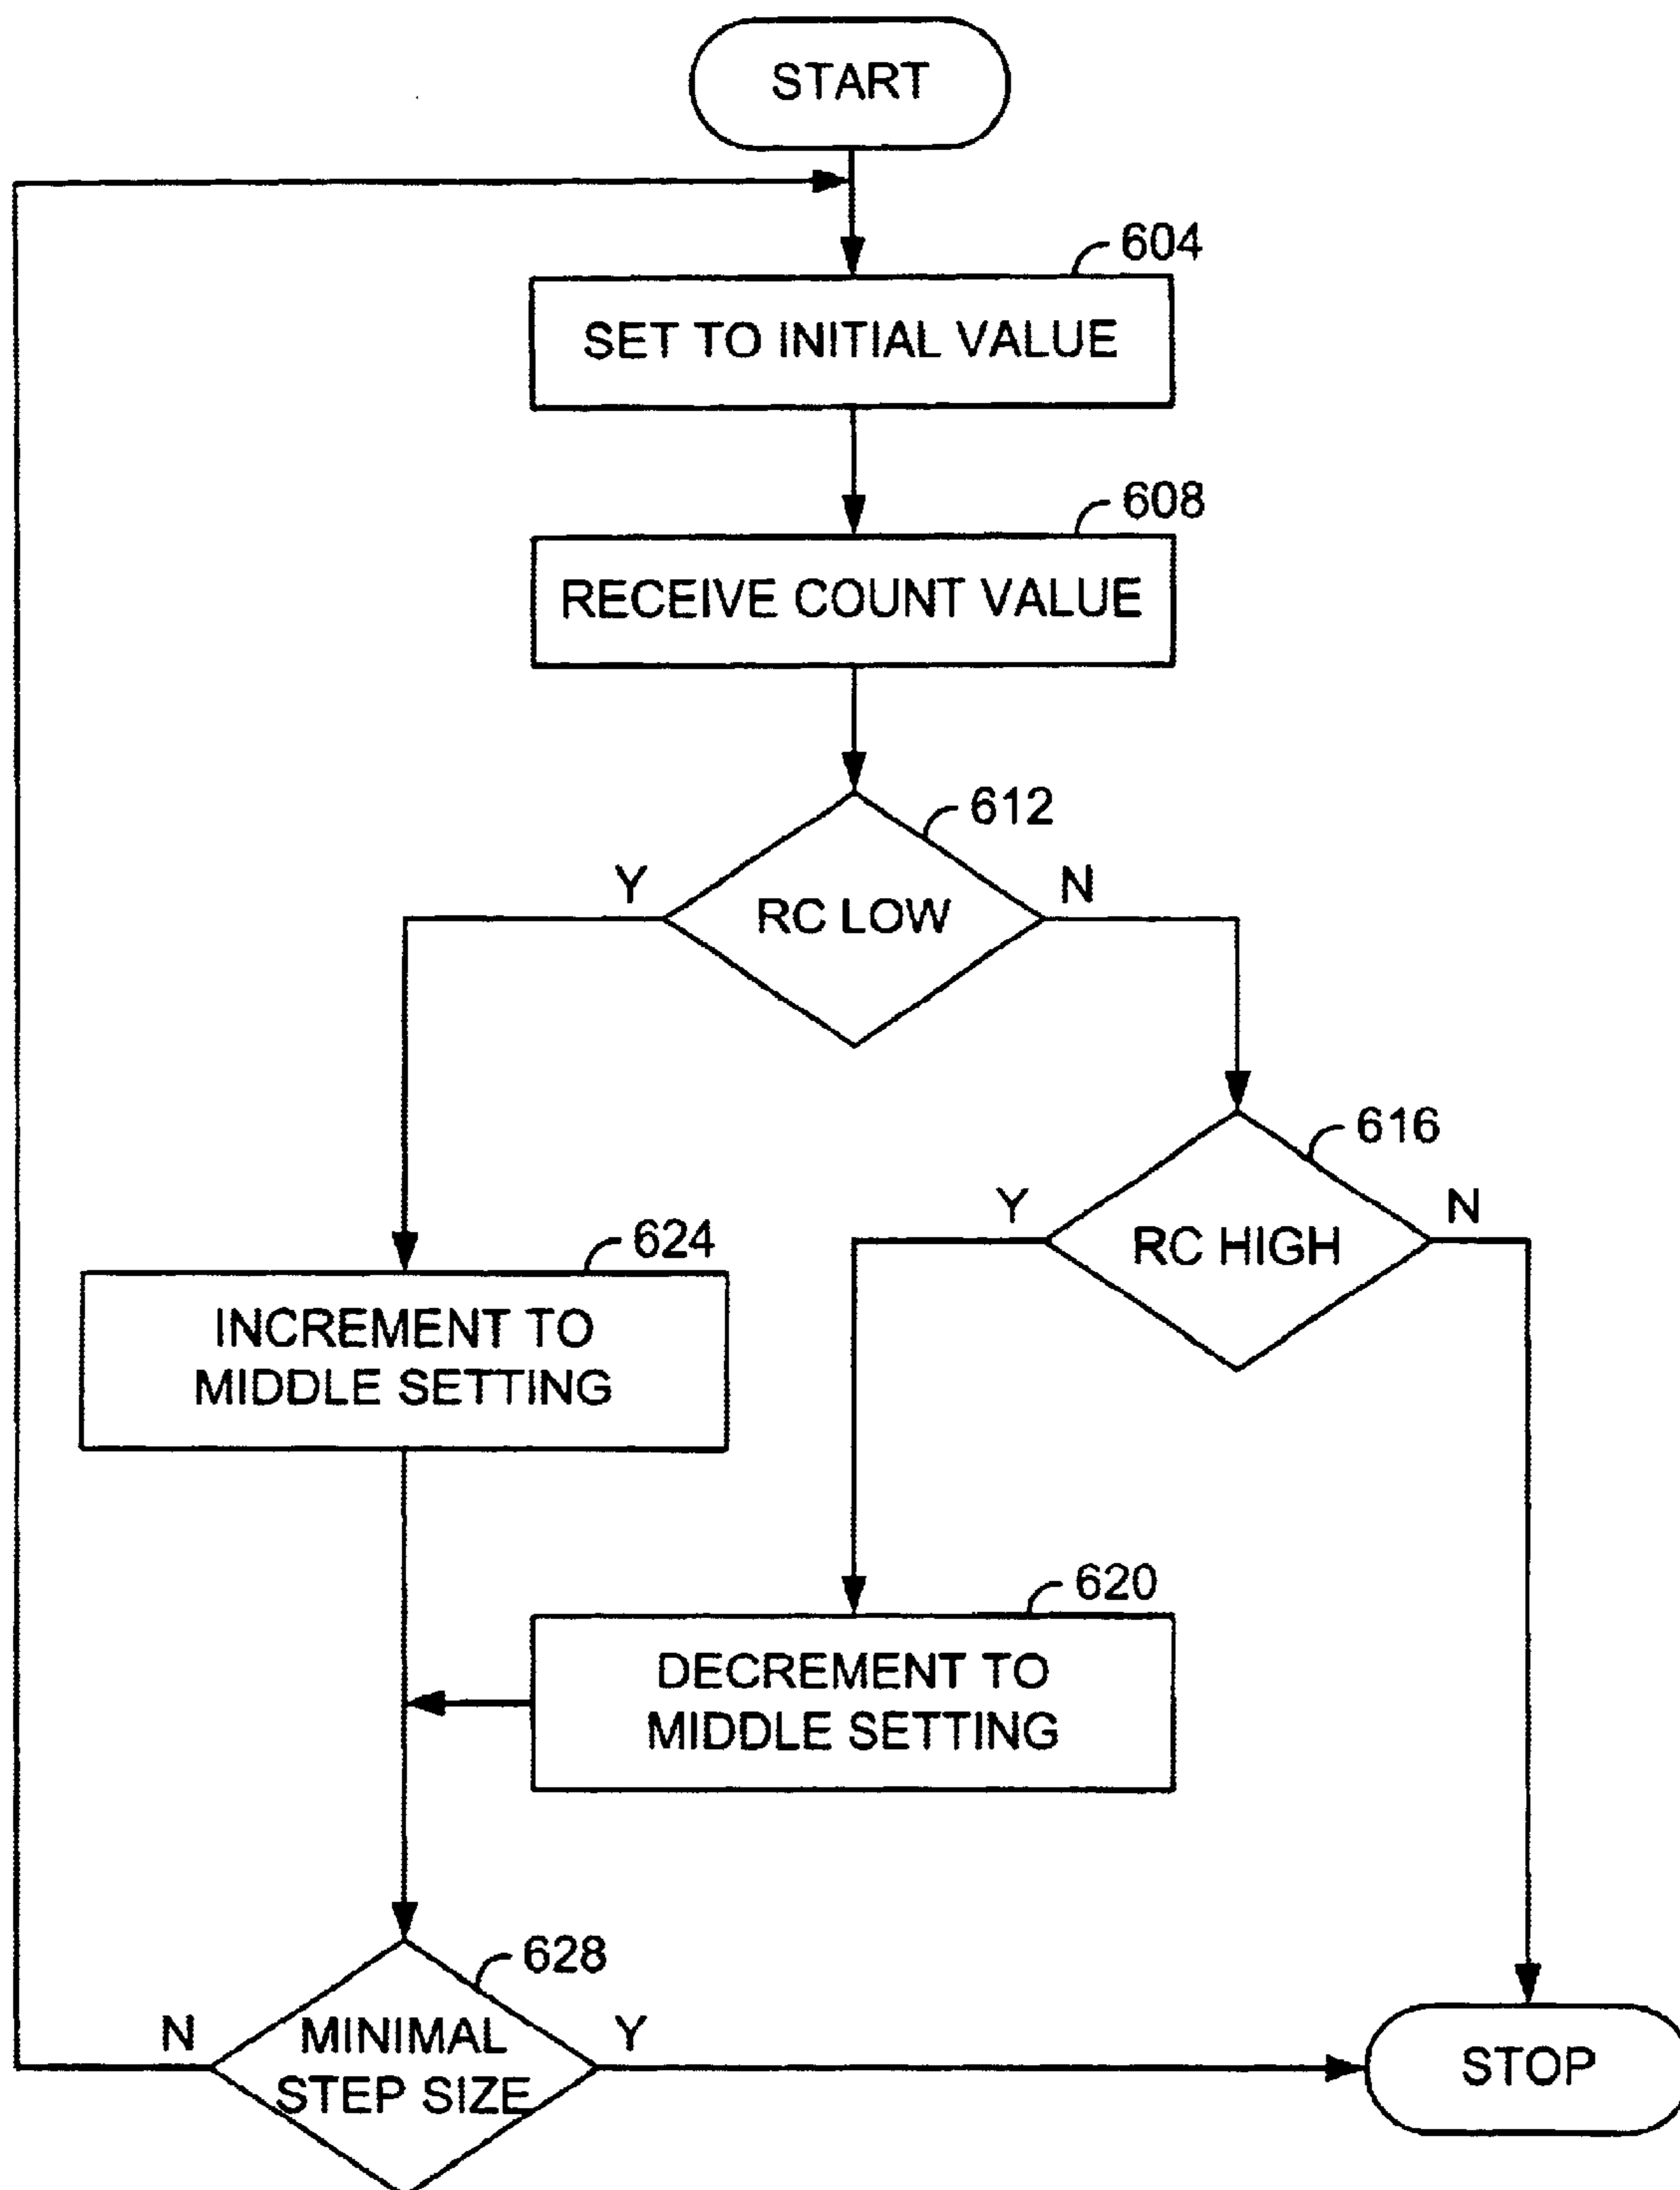 START
604
SET TO INITIAL VALUE
608
RECEIVE COUNT VALUE
612
Y
RC LOW
N
616
Y
RC HIGH
N
624
INCREMENT TO
MIDDLE SETTING
620
DECREMENT TO
MIDDLE SETTING
628
N
MINIMAL
STEP SIZE
Y
STOP